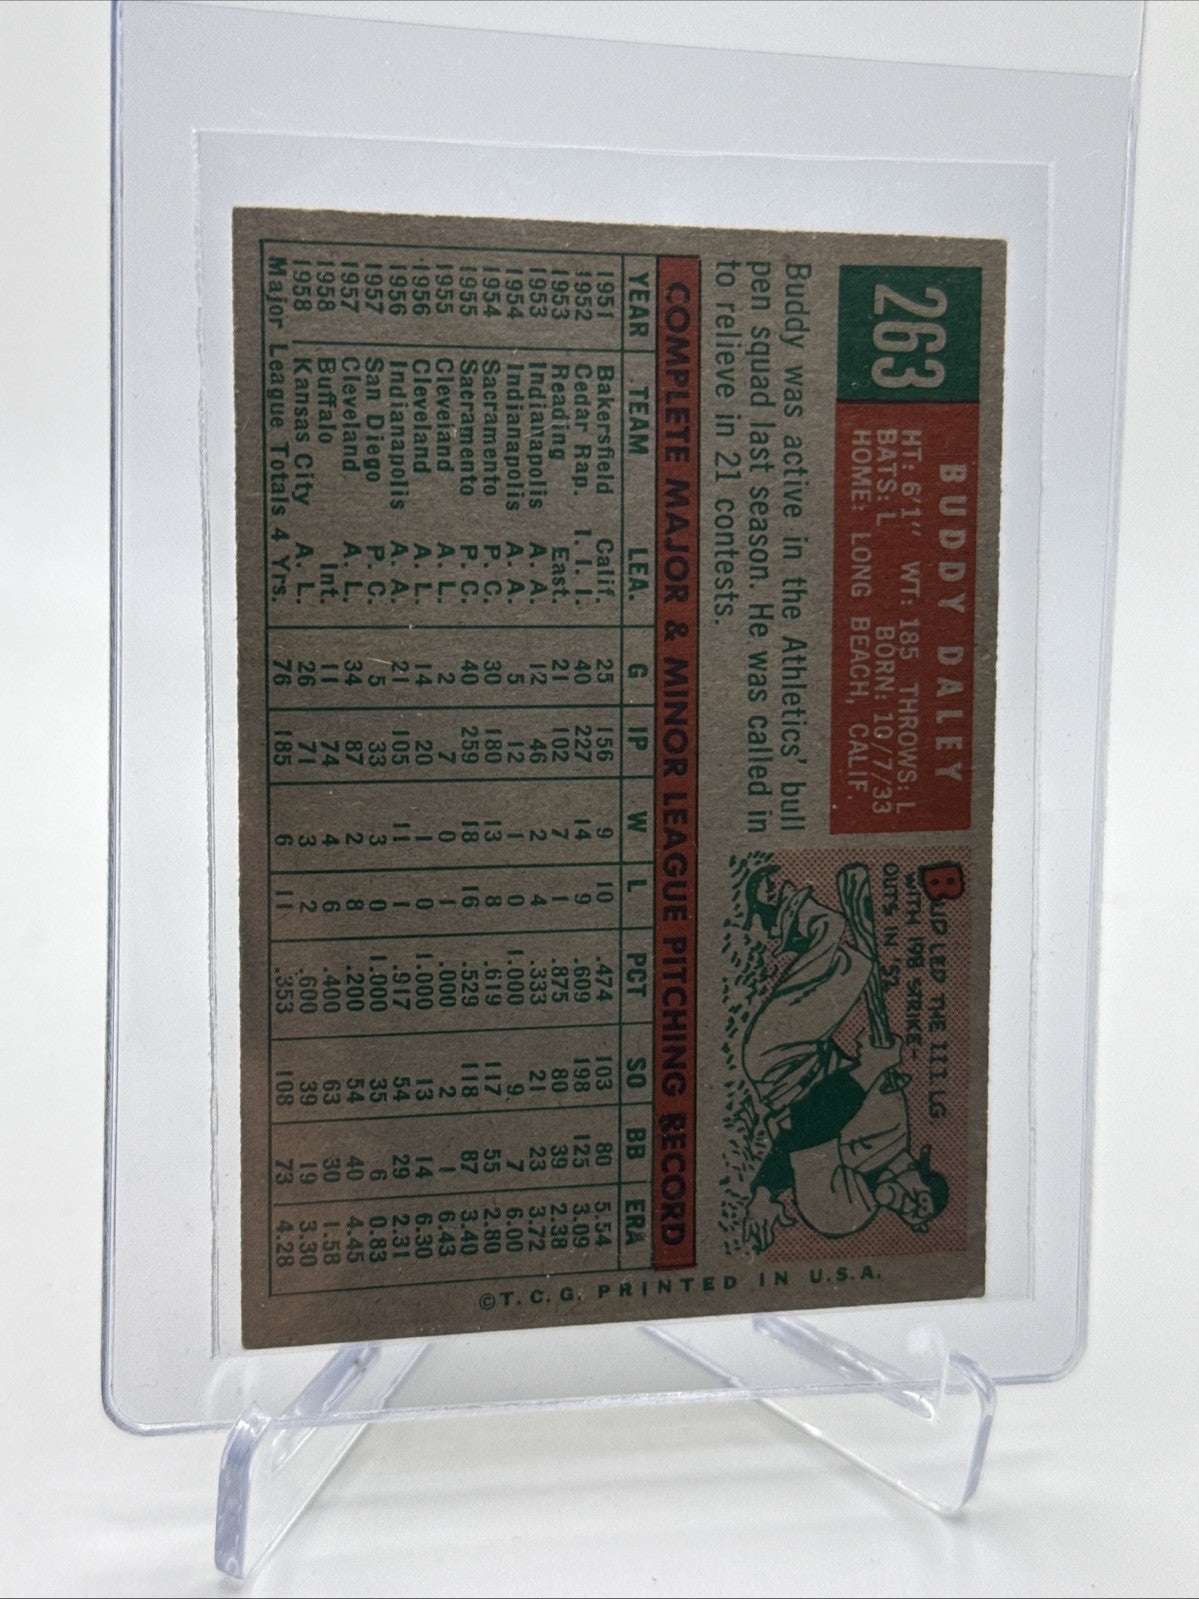 263
BUDDY DALEY
HT: 6'1" WT: 185 THROWS: L
BATS: L BORN: 10/7/33
HOME: LONG BEACH, CALIF.
BUD LED THE I I I LG
WITH 198 STRIKE-
OUTS IN '52.
Buddy was active in the Athletics' bull
pen squad last season. He was called in
to relieve in 21 contests.
COMPLETE MAJOR & MINOR LEAGUE PITCHING RECORD
YEAR TEAM LEA. G IP W L PCT SO BB ERA
1951 Bakersfield Calif. 25 156 9 10 .474 103 80 5.54
1952 Cedar Rap. I. I. I. 40 227 14 9 .609 198 125 3.09
1953 Reading East. 21 102 7 1 .875 80 39 2.38
1953 Indianapolis A. A. 12 46 2 4 .333 21 23 3.72
1954 Indianapolis A. A. 5 12 1 0 1.000 9 7 6.00
1954 Sacramento P. C. 30 180 13 8 .619 117 55 2.80
1955 Sacramento P. C. 40 259 18 16 .529 118 87 3.40
1955 Cleveland A. L. 2 7 0 1 .000 2 1 6.43
1956 Cleveland A. L. 14 20 1 0 1.000 13 14 6.30
1956 Indianapolis A. A. 21 105 11 1 .917 54 29 2.31
1957 San Diego P. C. 5 33 3 0 1.000 35 6 0.83
1957 Cleveland A. L. 34 87 2 8 .200 54 40 4.45
1958 Buffalo Int. 11 74 4 6 .400 63 30 1.58
1958 Kansas City A. L. 26 71 3 2 .600 39 19 3.30
Major League Totals 4 Yrs. 76 185 6 11 .353 108 73 4.28
©T. C. G. PRINTED IN U.S.A.